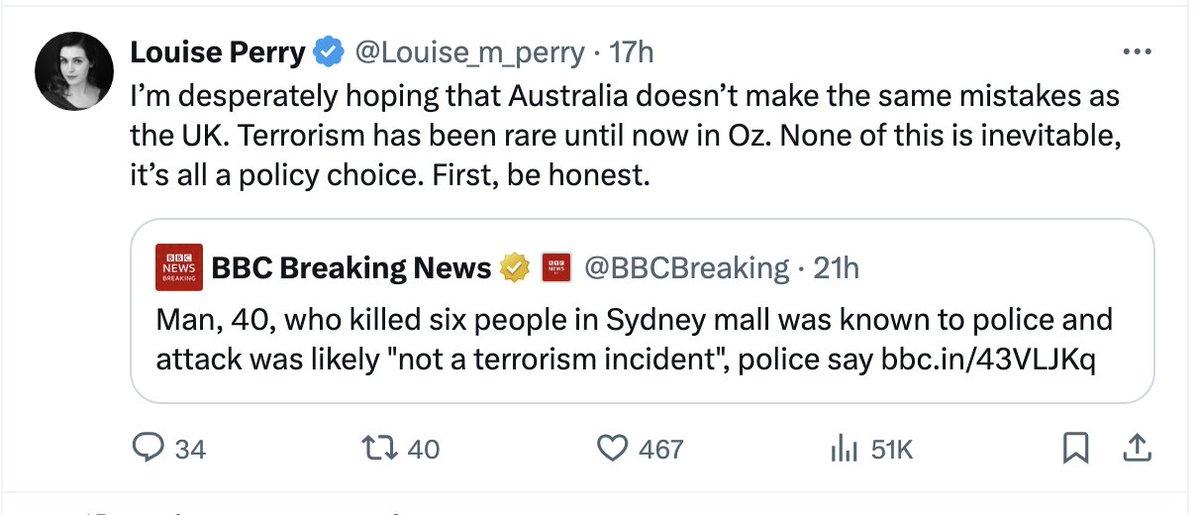 Louise Perry @Louise_m_perry · 17h
I'm desperately hoping that Australia doesn't make the same mistakes as
the UK. Terrorism has been rare until now in Oz. None of this is inevitable,
it's all a policy choice. First, be honest.
BBC
NEWS
BREAKING
BBC Breaking News BBC NEWS @BBCBreaking · 21h
Man, 40, who killed six people in Sydney mall was known to police and
attack was likely "not a terrorism incident", police say bbc.in/43VLJKq
34 40 467 51K